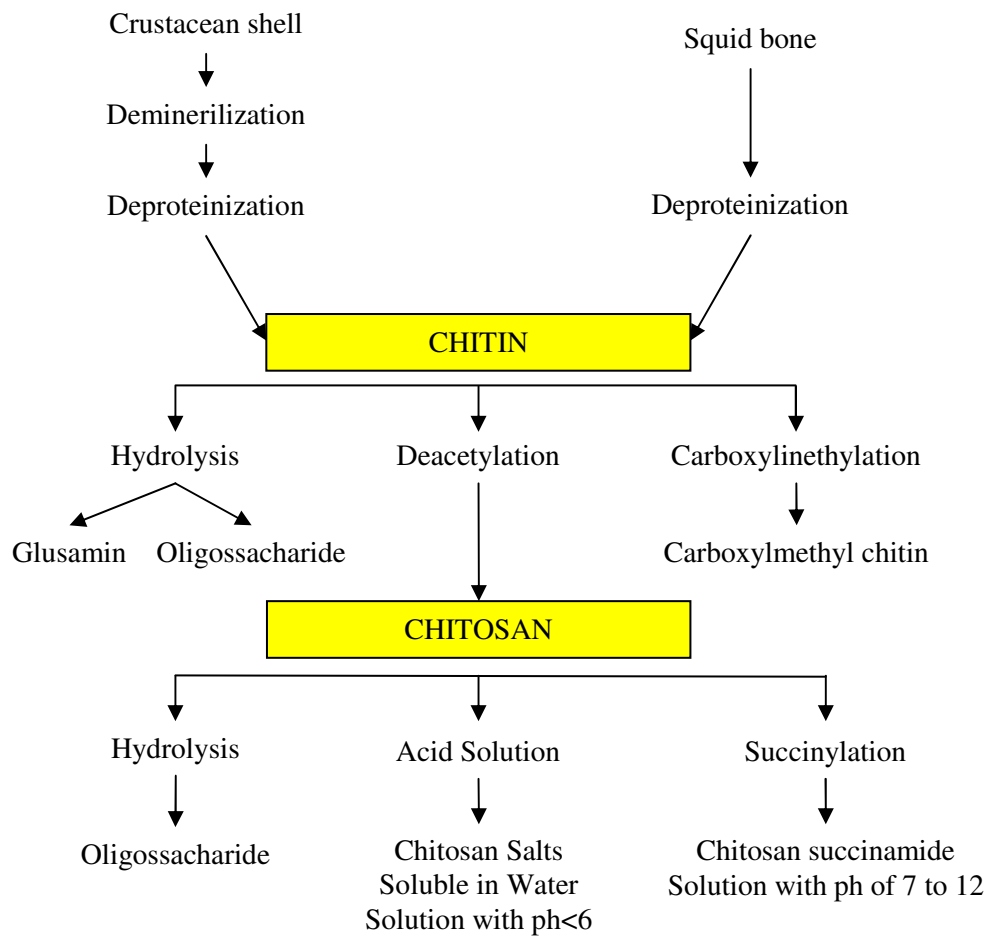 Crustacean shell
Squid bone
Deminerilization
Deproteinization
Deproteinization
CHITIN
Hydrolysis
Deacetylation
Carboxylinethylation
Glusamin
Oligossacharide
Carboxylmethyl chitin
CHITOSAN
Hydrolysis
Acid Solution
Succinylation
Oligossacharide
Chitosan Salts
Soluble in Water
Solution with ph<6
Chitosan succinamide
Solution with ph of 7 to 12